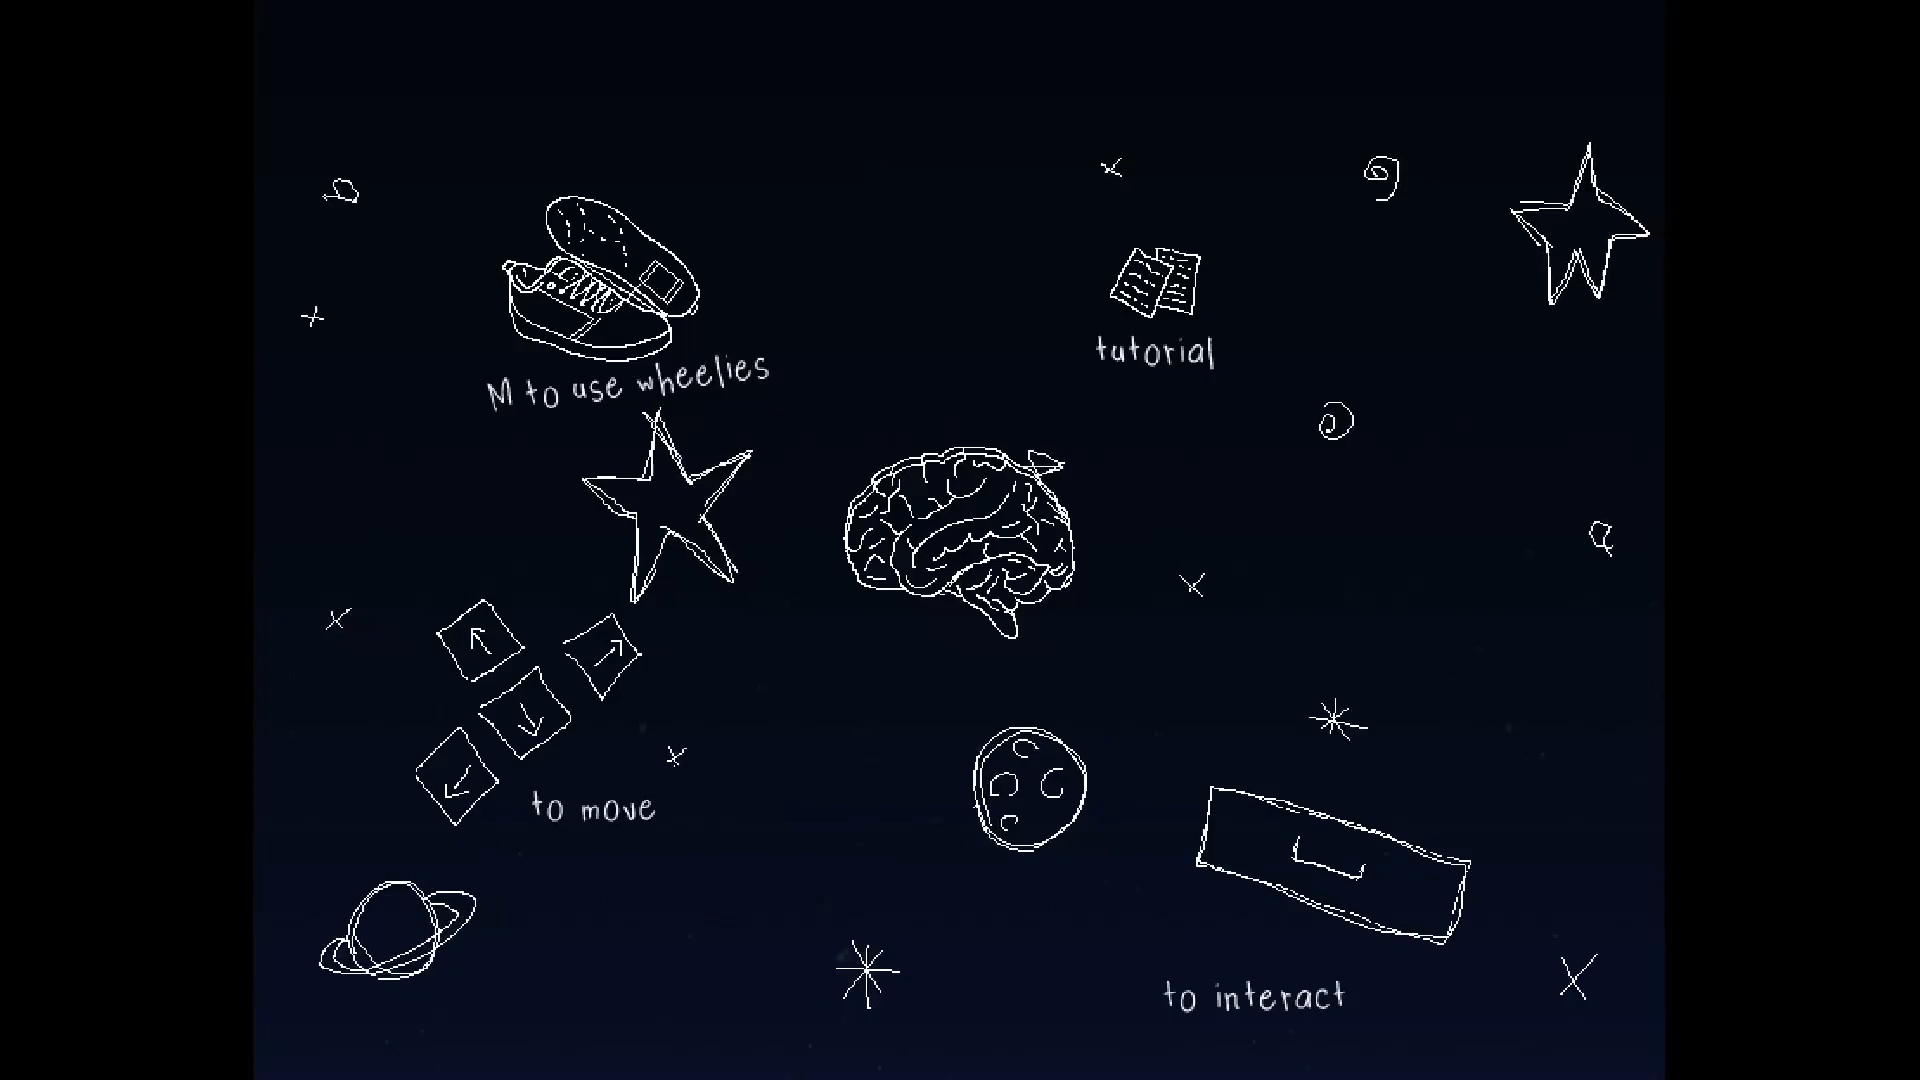 M to use wheelies
tutorial
to move
to interact